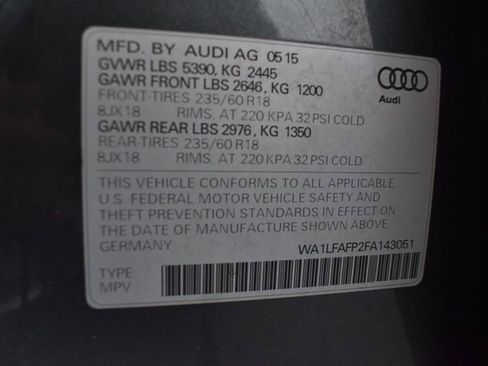 MFD. BY AUDI AG 05 15
GVWR LBS 5390, KG 2445
GAWR FRONT LBS 2646, KG 1200
FRONT-TIRES 235/60 R18
8JX18 RIMS, AT 220 KPA 32 PSI COLD
GAWR REAR LBS 2976, KG 1350
REAR-TIRES 235/60 R18
8JX18 RIMS, AT 220 KPA 32 PSI COLD
Audi
THIS VEHICLE CONFORMS TO ALL APPLICABLE
U.S. FEDERAL MOTOR VEHICLE SAFETY AND
THEFT PREVENTION STANDARDS IN EFFECT ON
THE DATE OF MANUFACTURE SHOWN ABOVE
GERMANY WA1LFAFP2FA143051
TYPE
MPV